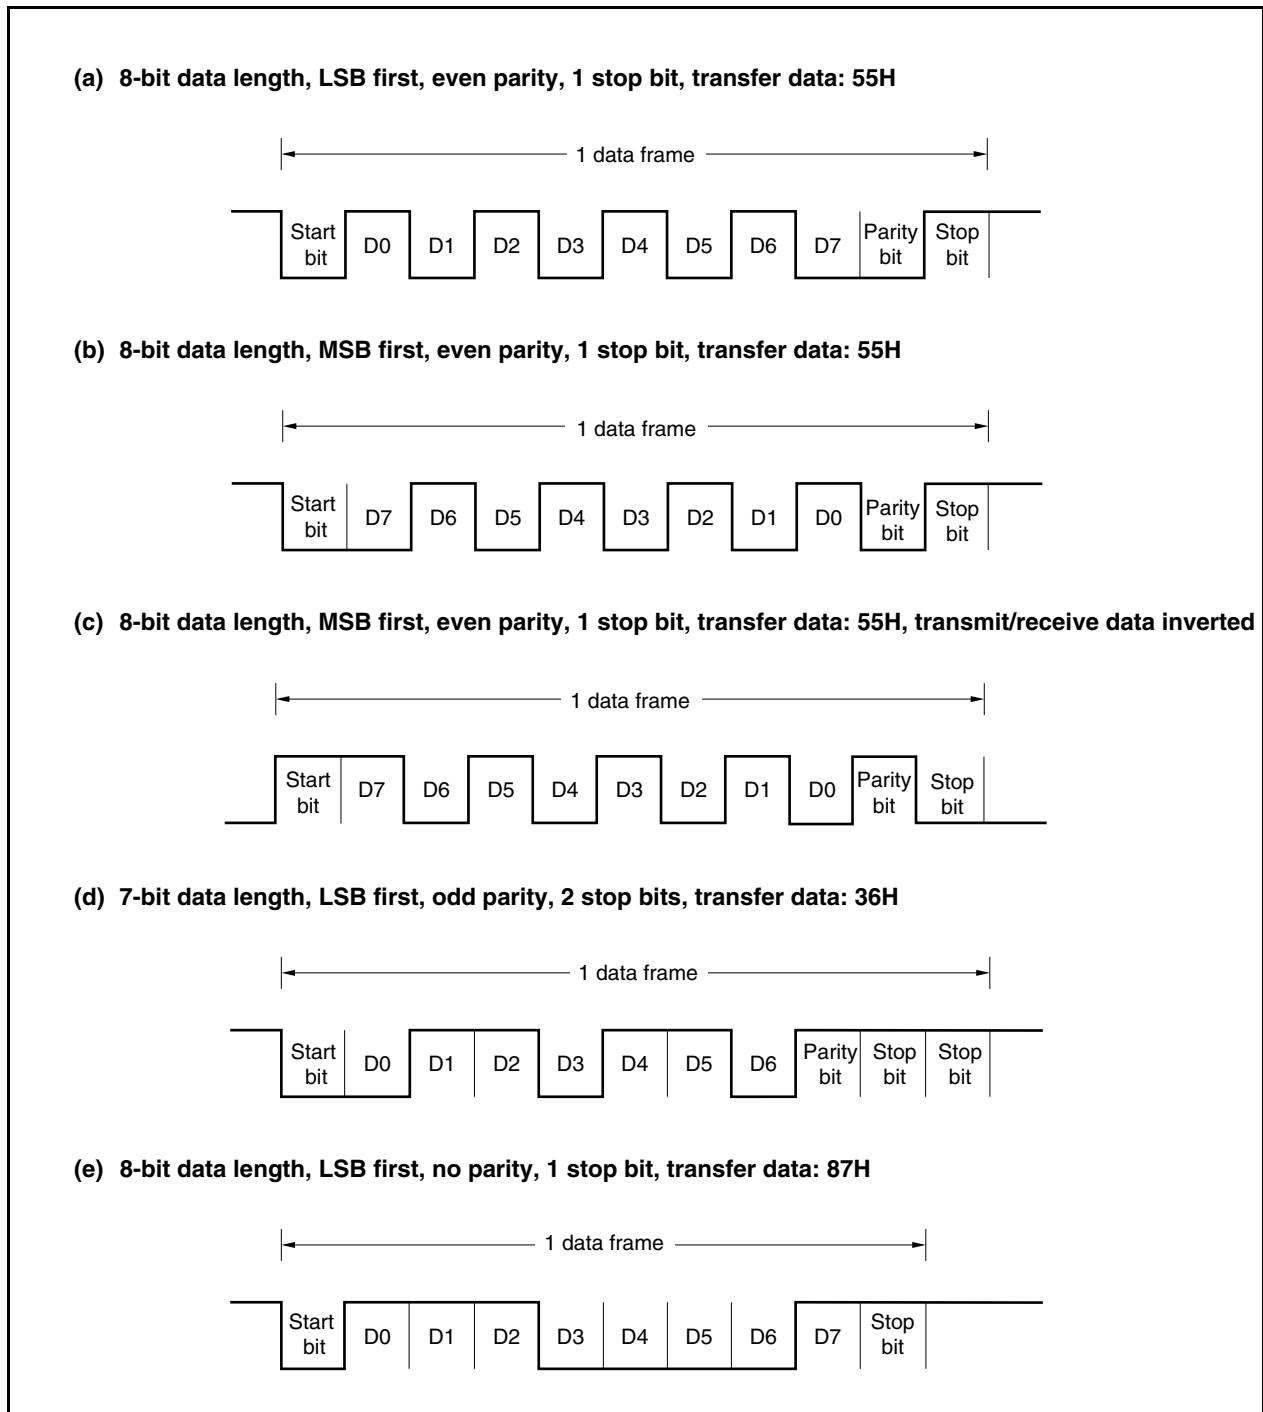 (a) 8-bit data length, LSB first, even parity, 1 stop bit, transfer data: 55H
1 data frame
Start bit D0 D1 D2 D3 D4 D5 D6 D7 Parity bit Stop bit
(b) 8-bit data length, MSB first, even parity, 1 stop bit, transfer data: 55H
1 data frame
Start bit D7 D6 D5 D4 D3 D2 D1 D0 Parity bit Stop bit
(c) 8-bit data length, MSB first, even parity, 1 stop bit, transfer data: 55H, transmit/receive data inverted
1 data frame
Start bit D7 D6 D5 D4 D3 D2 D1 D0 Parity bit Stop bit
(d) 7-bit data length, LSB first, odd parity, 2 stop bits, transfer data: 36H
1 data frame
Start bit D0 D1 D2 D3 D4 D5 D6 Parity bit Stop bit Stop bit
(e) 8-bit data length, LSB first, no parity, 1 stop bit, transfer data: 87H
1 data frame
Start bit D0 D1 D2 D3 D4 D5 D6 D7 Stop bit